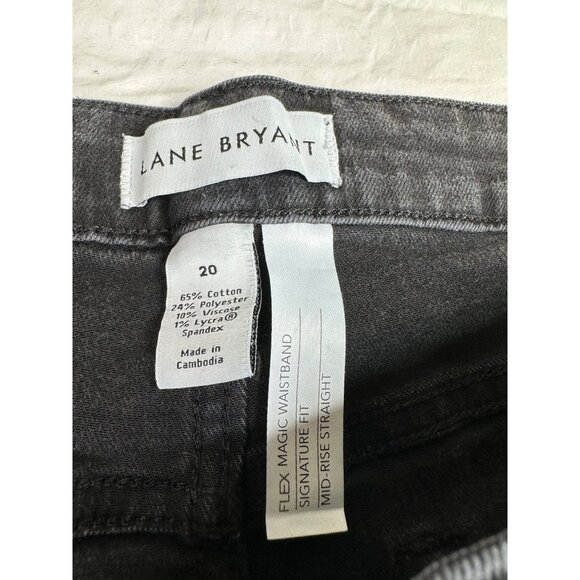 LANE BRYANT
20
65% Cotton
24% Polyester
10% Viscose
1% Lycra®
Spandex
Made in
Cambodia
FLEX MAGIC WAISTBAND
SIGNATURE FIT
MID-RISE STRAIGHT